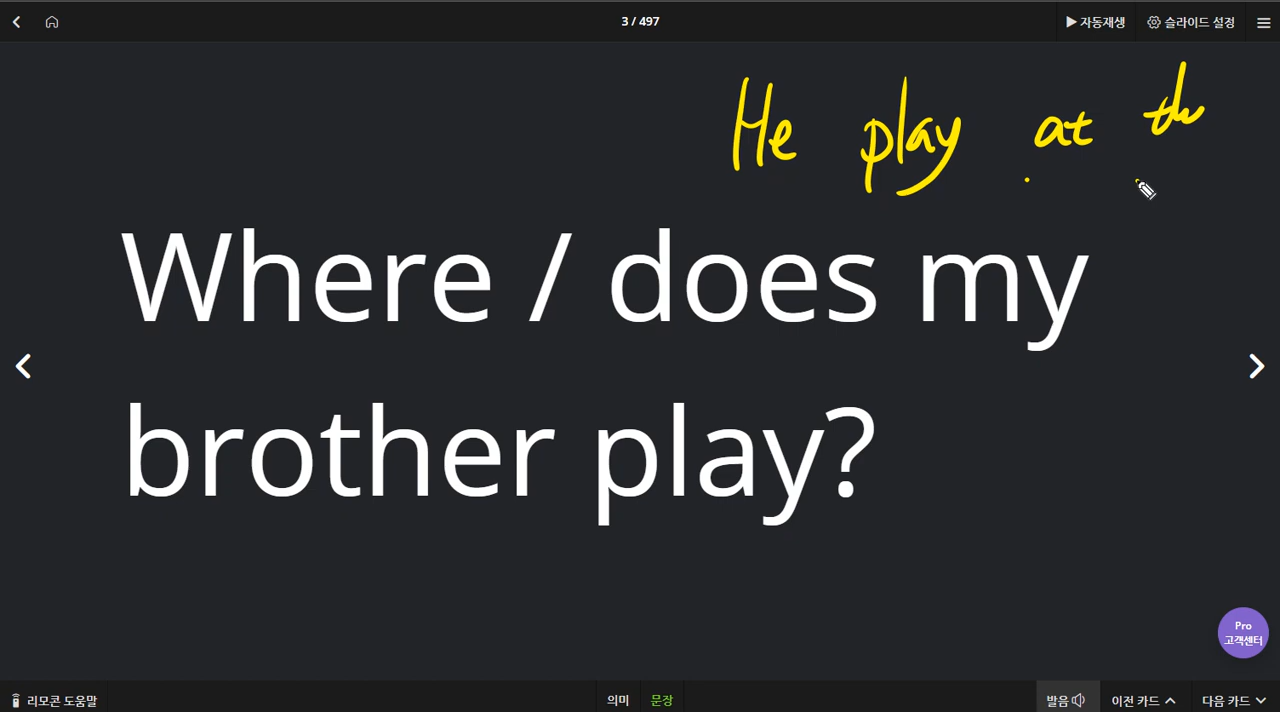 3 / 497
자동재생
슬라이드 설정
He play at the
Where / does my
brother play?
Pro
고객센터
리모콘 도움말
의미
문장
발음
이전 카드
다음 카드